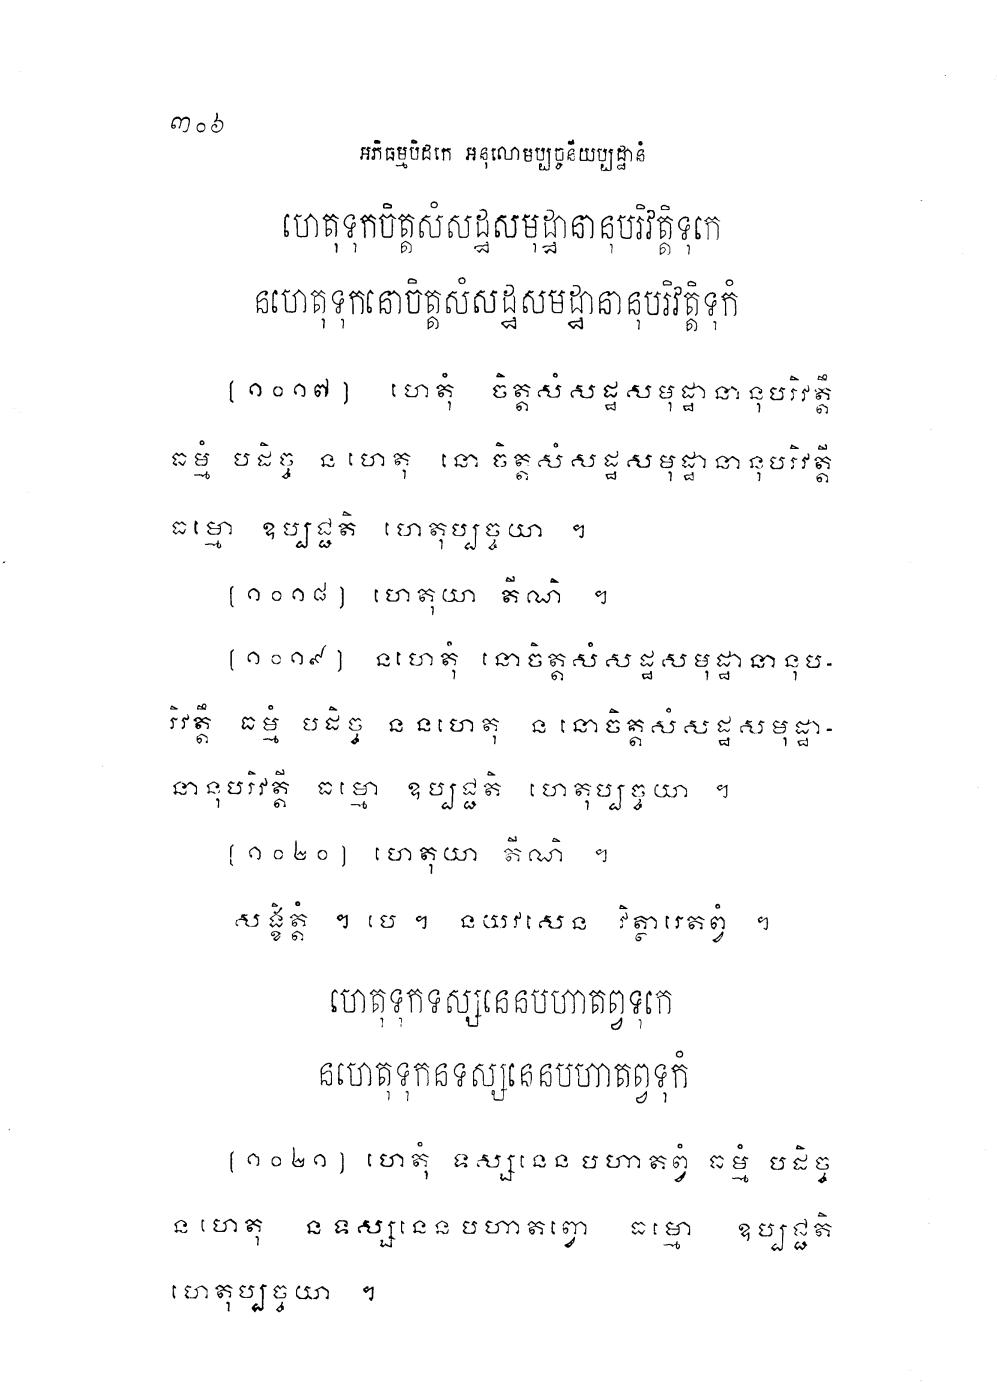 ៣០៦
អភិធម្មបិដកេ អនុលោមប្បច្ចនីយប្បដ្ឋានំ
ហេតុទុកចិត្តសំសដ្ឋសមុដ្ឋានានុបរិវត្តិទុកេ
នហេតុទុកនោចិត្តសំសដ្ឋសមដ្ឋានានុបរិវត្តិទុកំ
[១០១៧] ហេតុំ ចិត្តសំសដ្ឋសមុដ្ឋានានុបរិវត្តឹ
ធម្មំ បដិច្ច ន ហេតុ នោ ចិត្តសំសដ្ឋសមុដ្ឋានានុបរិវត្តី
ធម្មោ ឧប្បជ្ជតិ ហេតុប្បច្ចយា ។
[១០១៨] ហេតុយា តីណិ ។
[១០១៩] នហេតុំ នោចិត្តសំសដ្ឋសមុដ្ឋានានុប-
រិវត្តឹ ធម្មំ បដិច្ច ននហេតុ ន នោចិត្តសំសដ្ឋសមុដ្ឋា-
នានុបរិវត្តី ធម្មោ ឧប្បជ្ជតិ ហេតុប្បច្ចយា ។
[១០២០] ហេតុយា តីណិ ។
សង្ខិត្តំ ។ បេ ។ នយវសេន វិត្ថារេតព្វំ ។
ហេតុទុកទស្សនេនបហាតព្វទុកេ
នហេតុទុកនទស្សនេនបហាតព្វទុកំ
[១០២១] ហេតុំ ទស្សនេនបហាតព្វំ ធម្មំ បដិច្ច
ន ហេតុ នទស្សនេនបហាតព្វោ ធម្មោ ឧប្បជ្ជតិ
ហេតុប្បច្ចយា ។